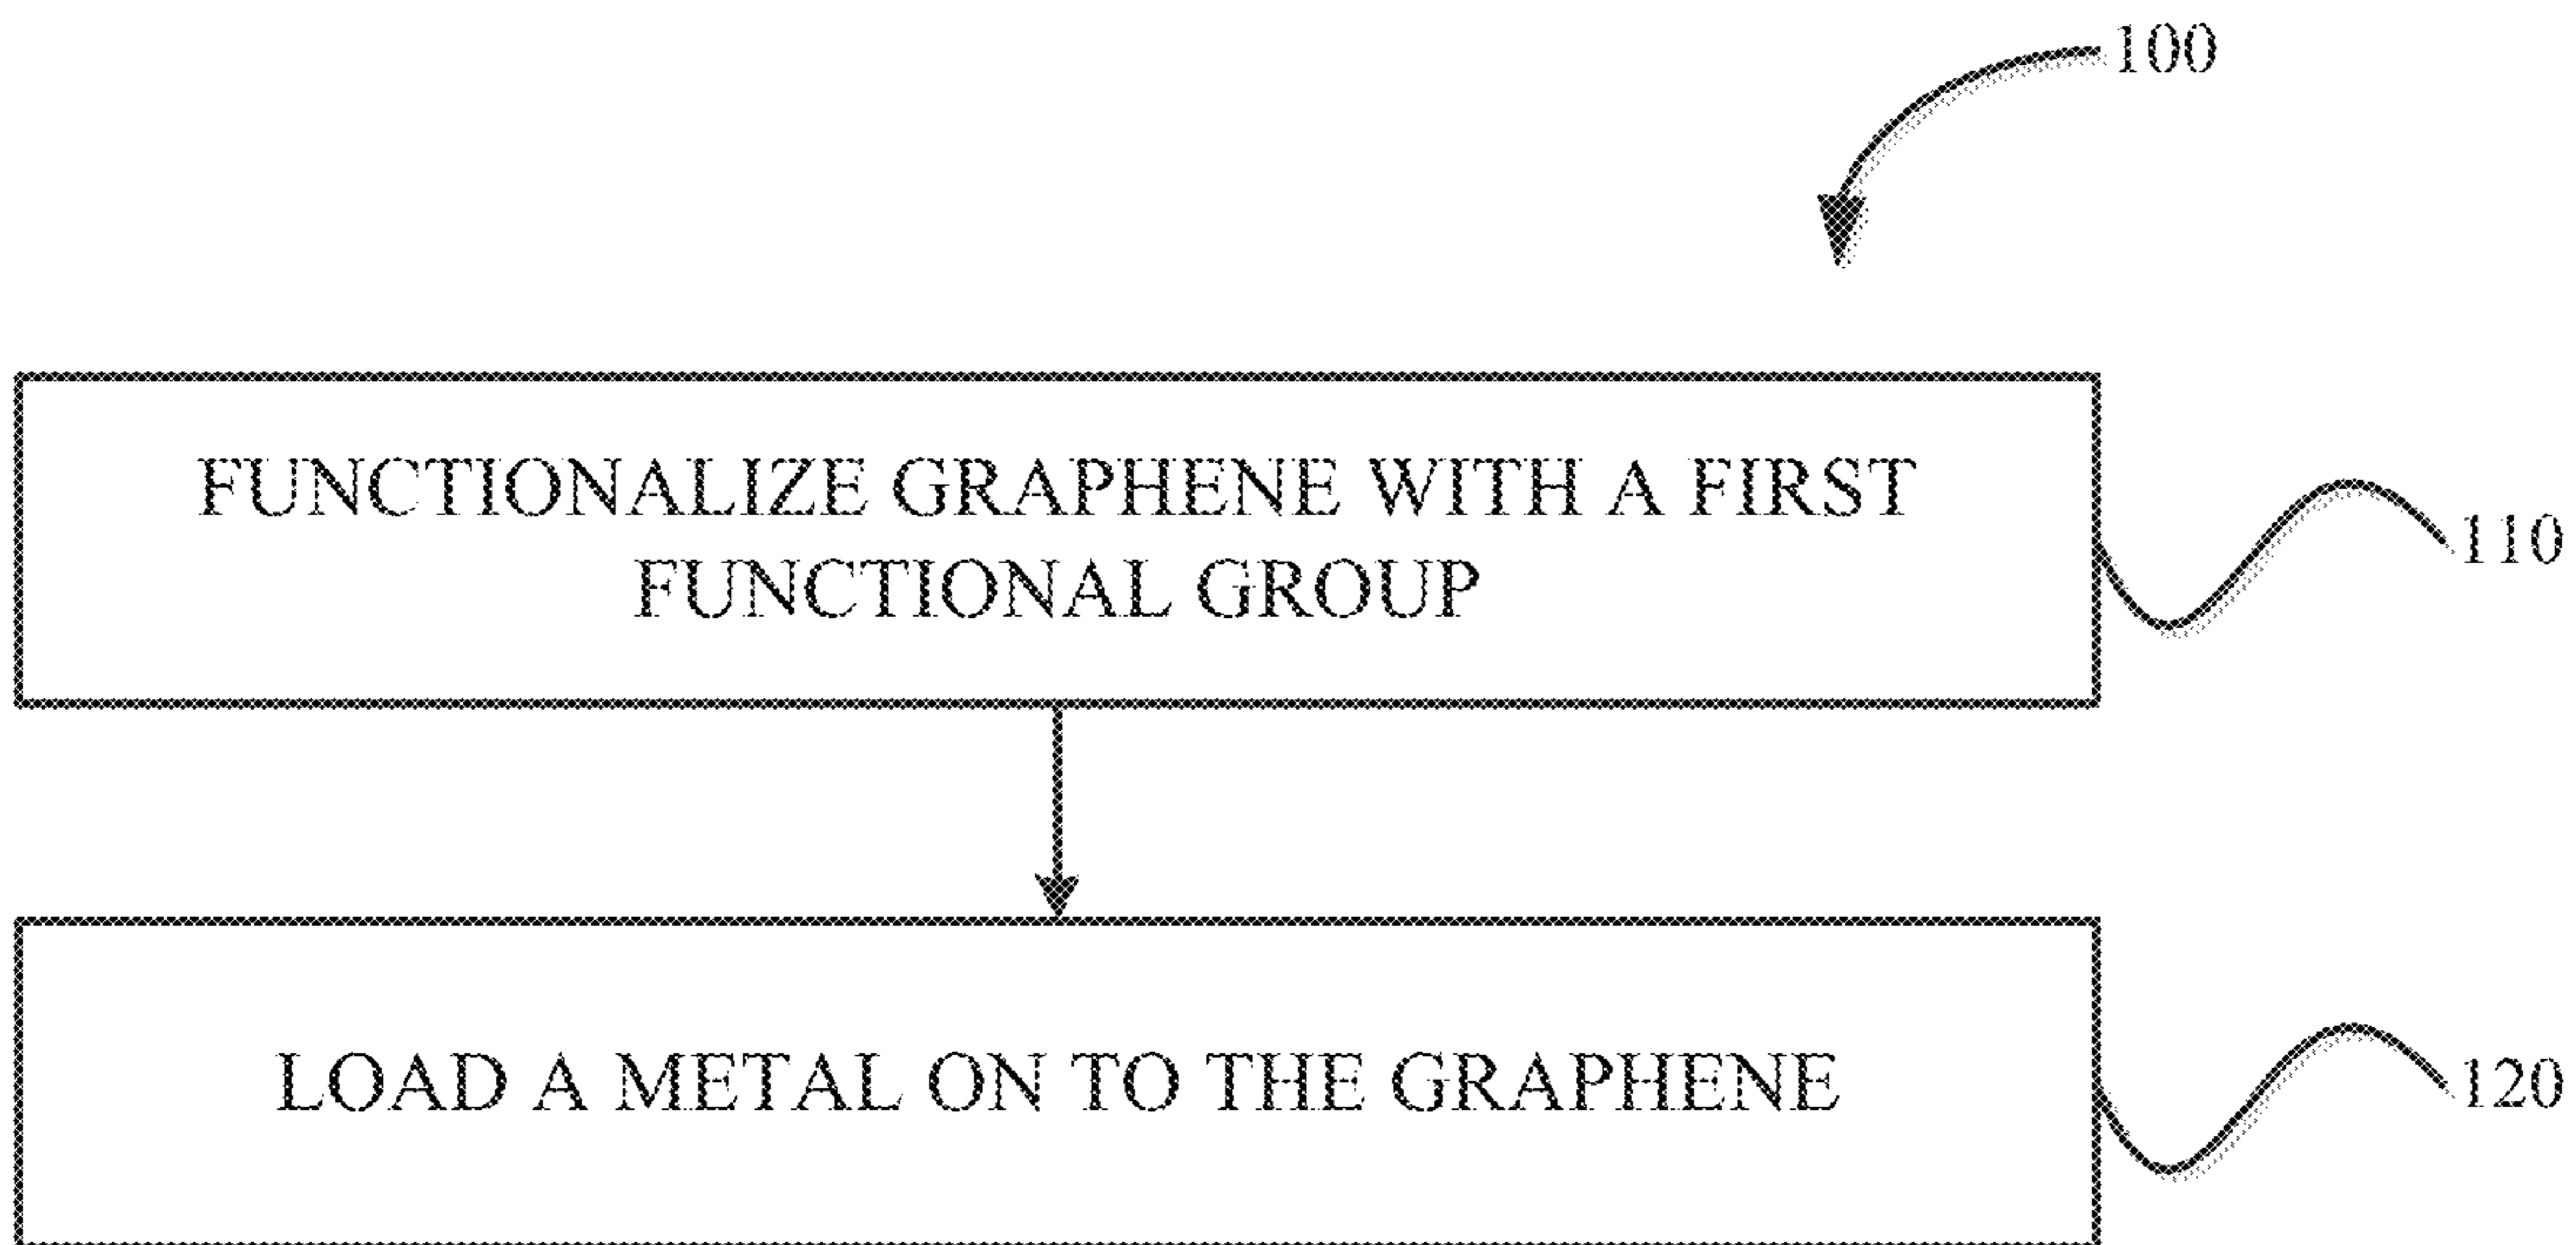 100
FUNCTIONALIZE GRAPHENE WITH A FIRST
FUNCTIONAL GROUP
110
LOAD A METAL ON TO THE GRAPHENE
120